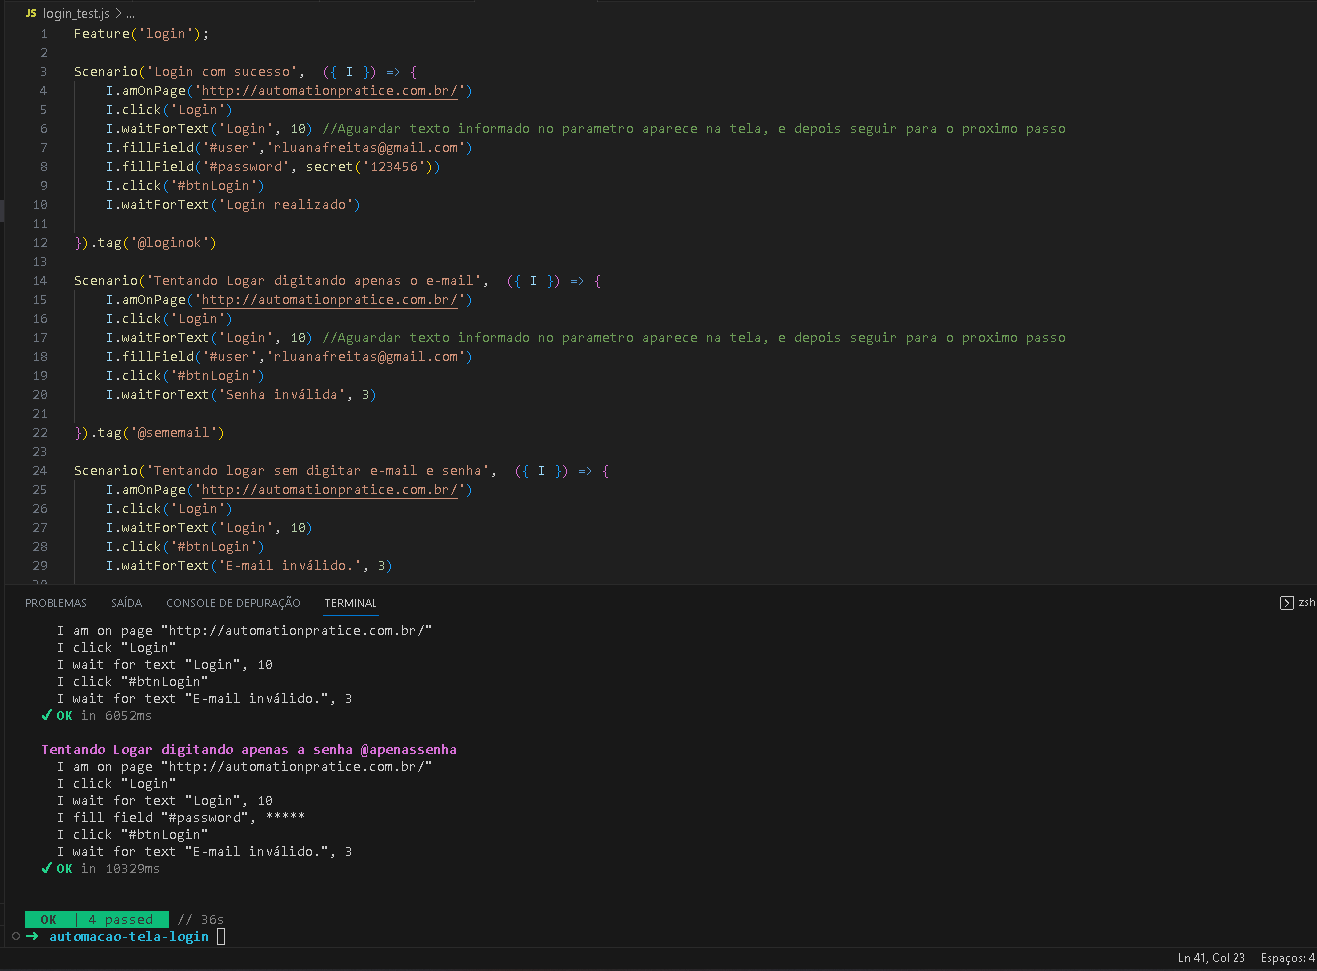 JS login_test.js > ...
1 Feature('login');
2
3 Scenario('Login com sucesso', ({ I }) => {
4 I.amOnPage('http://automationpratice.com.br/')
5 I.click('Login')
6 I.waitForText('Login', 10) //Aguardar texto informado no parametro aparece na tela, e depois seguir para o proximo passo
7 I.fillField('#user','rluanafreitas@gmail.com')
8 I.fillField('#password', secret('123456'))
9 I.click('#btnLogin')
10 I.waitForText('Login realizado')
11
12 }).tag('@loginok')
13
14 Scenario('Tentando Logar digitando apenas o e-mail', ({ I }) => {
15 I.amOnPage('http://automationpratice.com.br/')
16 I.click('Login')
17 I.waitForText('Login', 10) //Aguardar texto informado no parametro aparece na tela, e depois seguir para o proximo passo
18 I.fillField('#user','rluanafreitas@gmail.com')
19 I.click('#btnLogin')
20 I.waitForText('Senha inválida', 3)
21
22 }).tag('@sememail')
23
24 Scenario('Tentando logar sem digitar e-mail e senha', ({ I }) => {
25 I.amOnPage('http://automationpratice.com.br/')
26 I.click('Login')
27 I.waitForText('Login', 10)
28 I.click('#btnLogin')
29 I.waitForText('E-mail inválido.', 3)
30
PROBLEMAS SAÍDA CONSOLE DE DEPURAÇÃO TERMINAL zsh
I am on page "http://automationpratice.com.br/"
I click "Login"
I wait for text "Login", 10
I click "#btnLogin"
I wait for text "E-mail inválido.", 3
✔ OK in 6052ms
Tentando Logar digitando apenas a senha @apenassenha
I am on page "http://automationpratice.com.br/"
I click "Login"
I wait for text "Login", 10
I fill field "#password", *****
I click "#btnLogin"
I wait for text "E-mail inválido.", 3
✔ OK in 10329ms
OK | 4 passed // 36s
➜ automacao-tela-login
Ln 41, Col 23 Espaços: 4